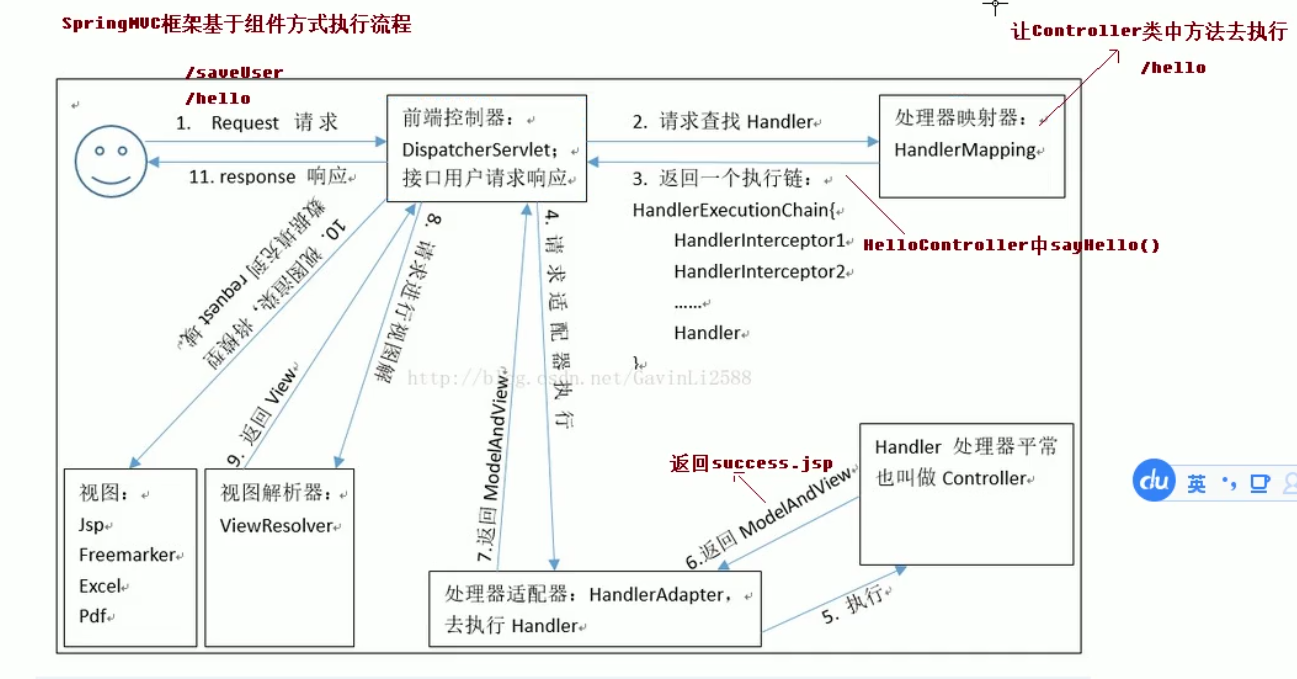 SpringMVC框架基于组件方式执行流程
让Controller类中方法去执行
/hello
/saveUser
/hello
1. Request 请求
11. response 响应
前端控制器：
DispatcherServlet；
接口用户请求响应
2. 请求查找 Handler
3. 返回一个执行链：
HandlerExecutionChain{
HandlerInterceptor1
HandlerInterceptor2
……
Handler
}
处理器映射器：
HandlerMapping
HelloController中sayHello()
10. 视图渲染，将模型
数据填充到 request 域。
9. 返回 View
8. 请求进行视图解
7.返回 ModelAndView
4. 请求适配器执行
http://blog.csdn.net/GavinLi2588
返回success.jsp
6.返回 ModelAndView
5. 执行
Handler 处理器平常
也叫做 Controller
视图：
Jsp
Freemarker
Excel
Pdf
视图解析器：
ViewResolver
处理器适配器：HandlerAdapter，
去执行 Handler
du 英